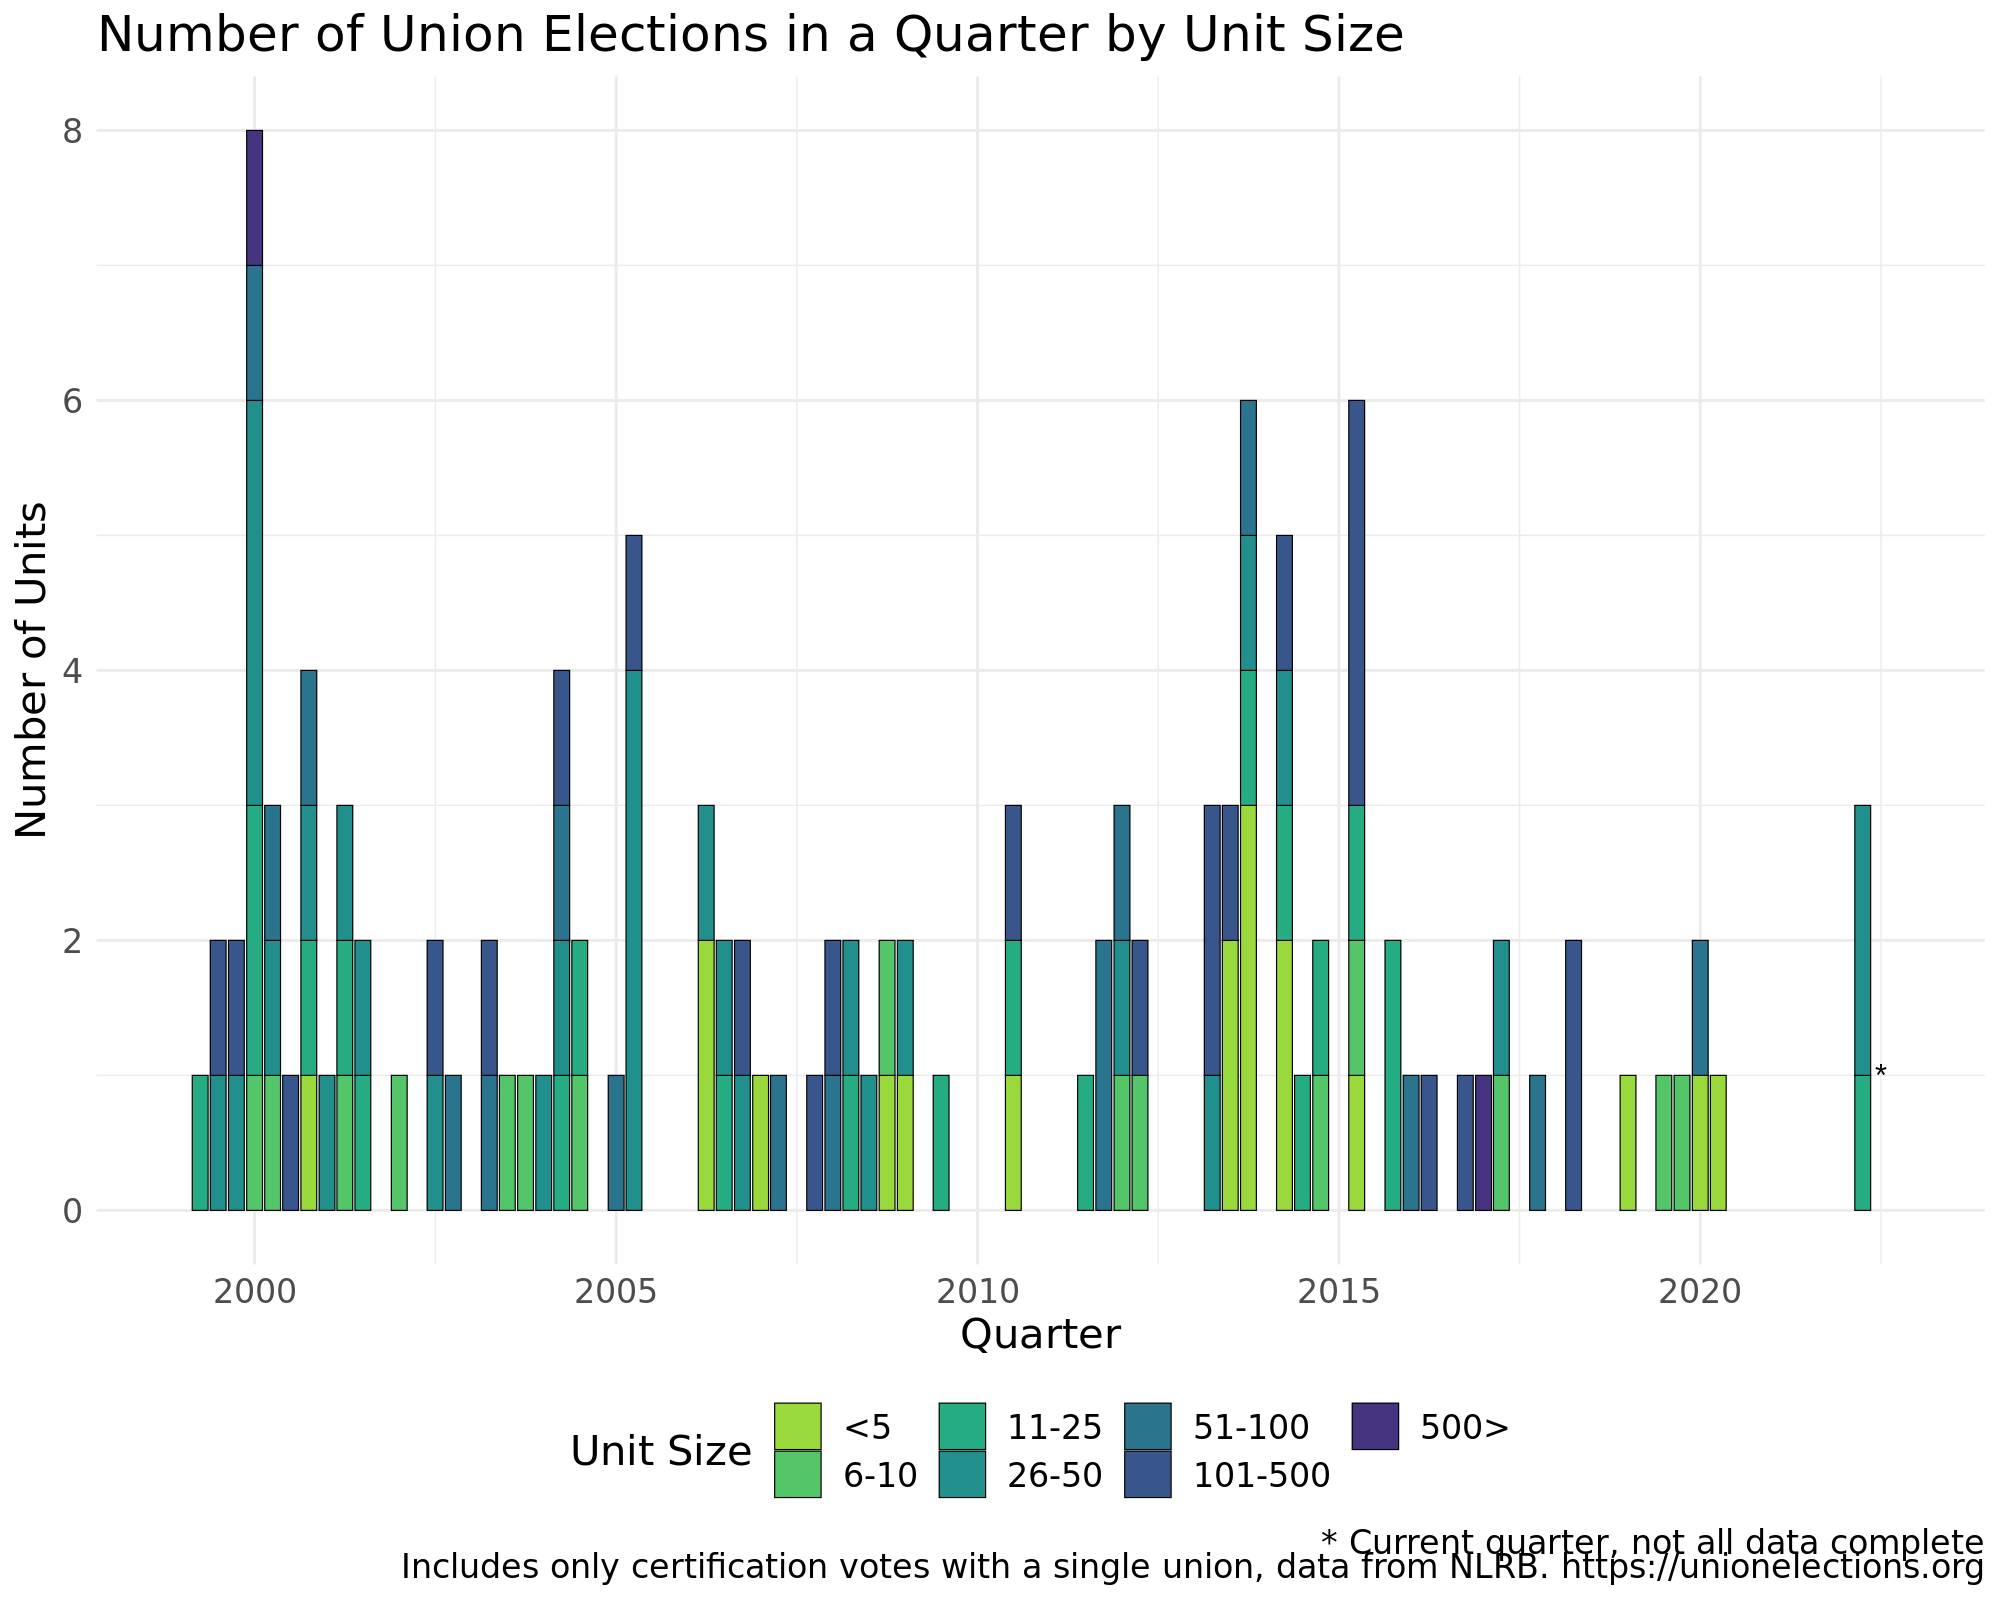 Number of Union Elections in a Quarter by Unit Size
Number of Units
8
6
4
2
0
*
2000 2005 2010 2015 2020
Quarter
Unit Size
<5 11-25 51-100 500>
6-10 26-50 101-500
* Current quarter, not all data complete
Includes only certification votes with a single union, data from NLRB. https://unionelections.org